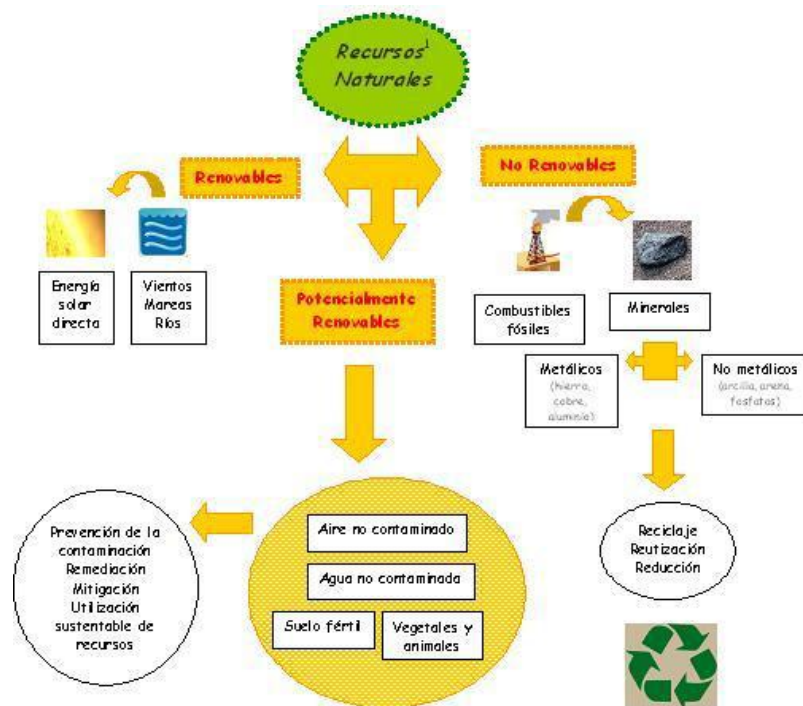 Recursos¹
Naturales
Renovables
No Renovables
Energía
solar
directa
Vientos
Mareas
Ríos
Potencialmente
Renovables
Combustibles
fósiles
Minerales
Metálicos
(hierro,
cobre,
aluminio)
No metálicos
(arcilla, arena,
fosfatos)
Prevención de la
contaminación
Remediación
Mitigación
Utilización
sustentable de
recursos
Aire no contaminado
Agua no contaminada
Suelo fértil
Vegetales y
animales
Reciclaje
Reutización
Reducción